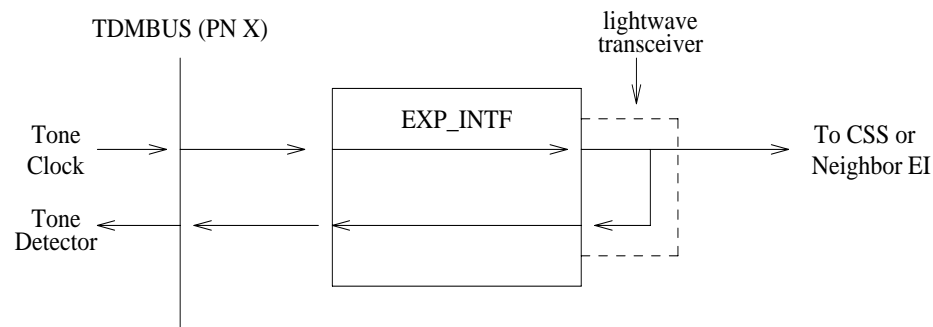 TDMBUS (PN X)
lightwave
transceiver
EXP_INTF
Tone
Clock
To CSS or
Neighbor EI
Tone
Detector